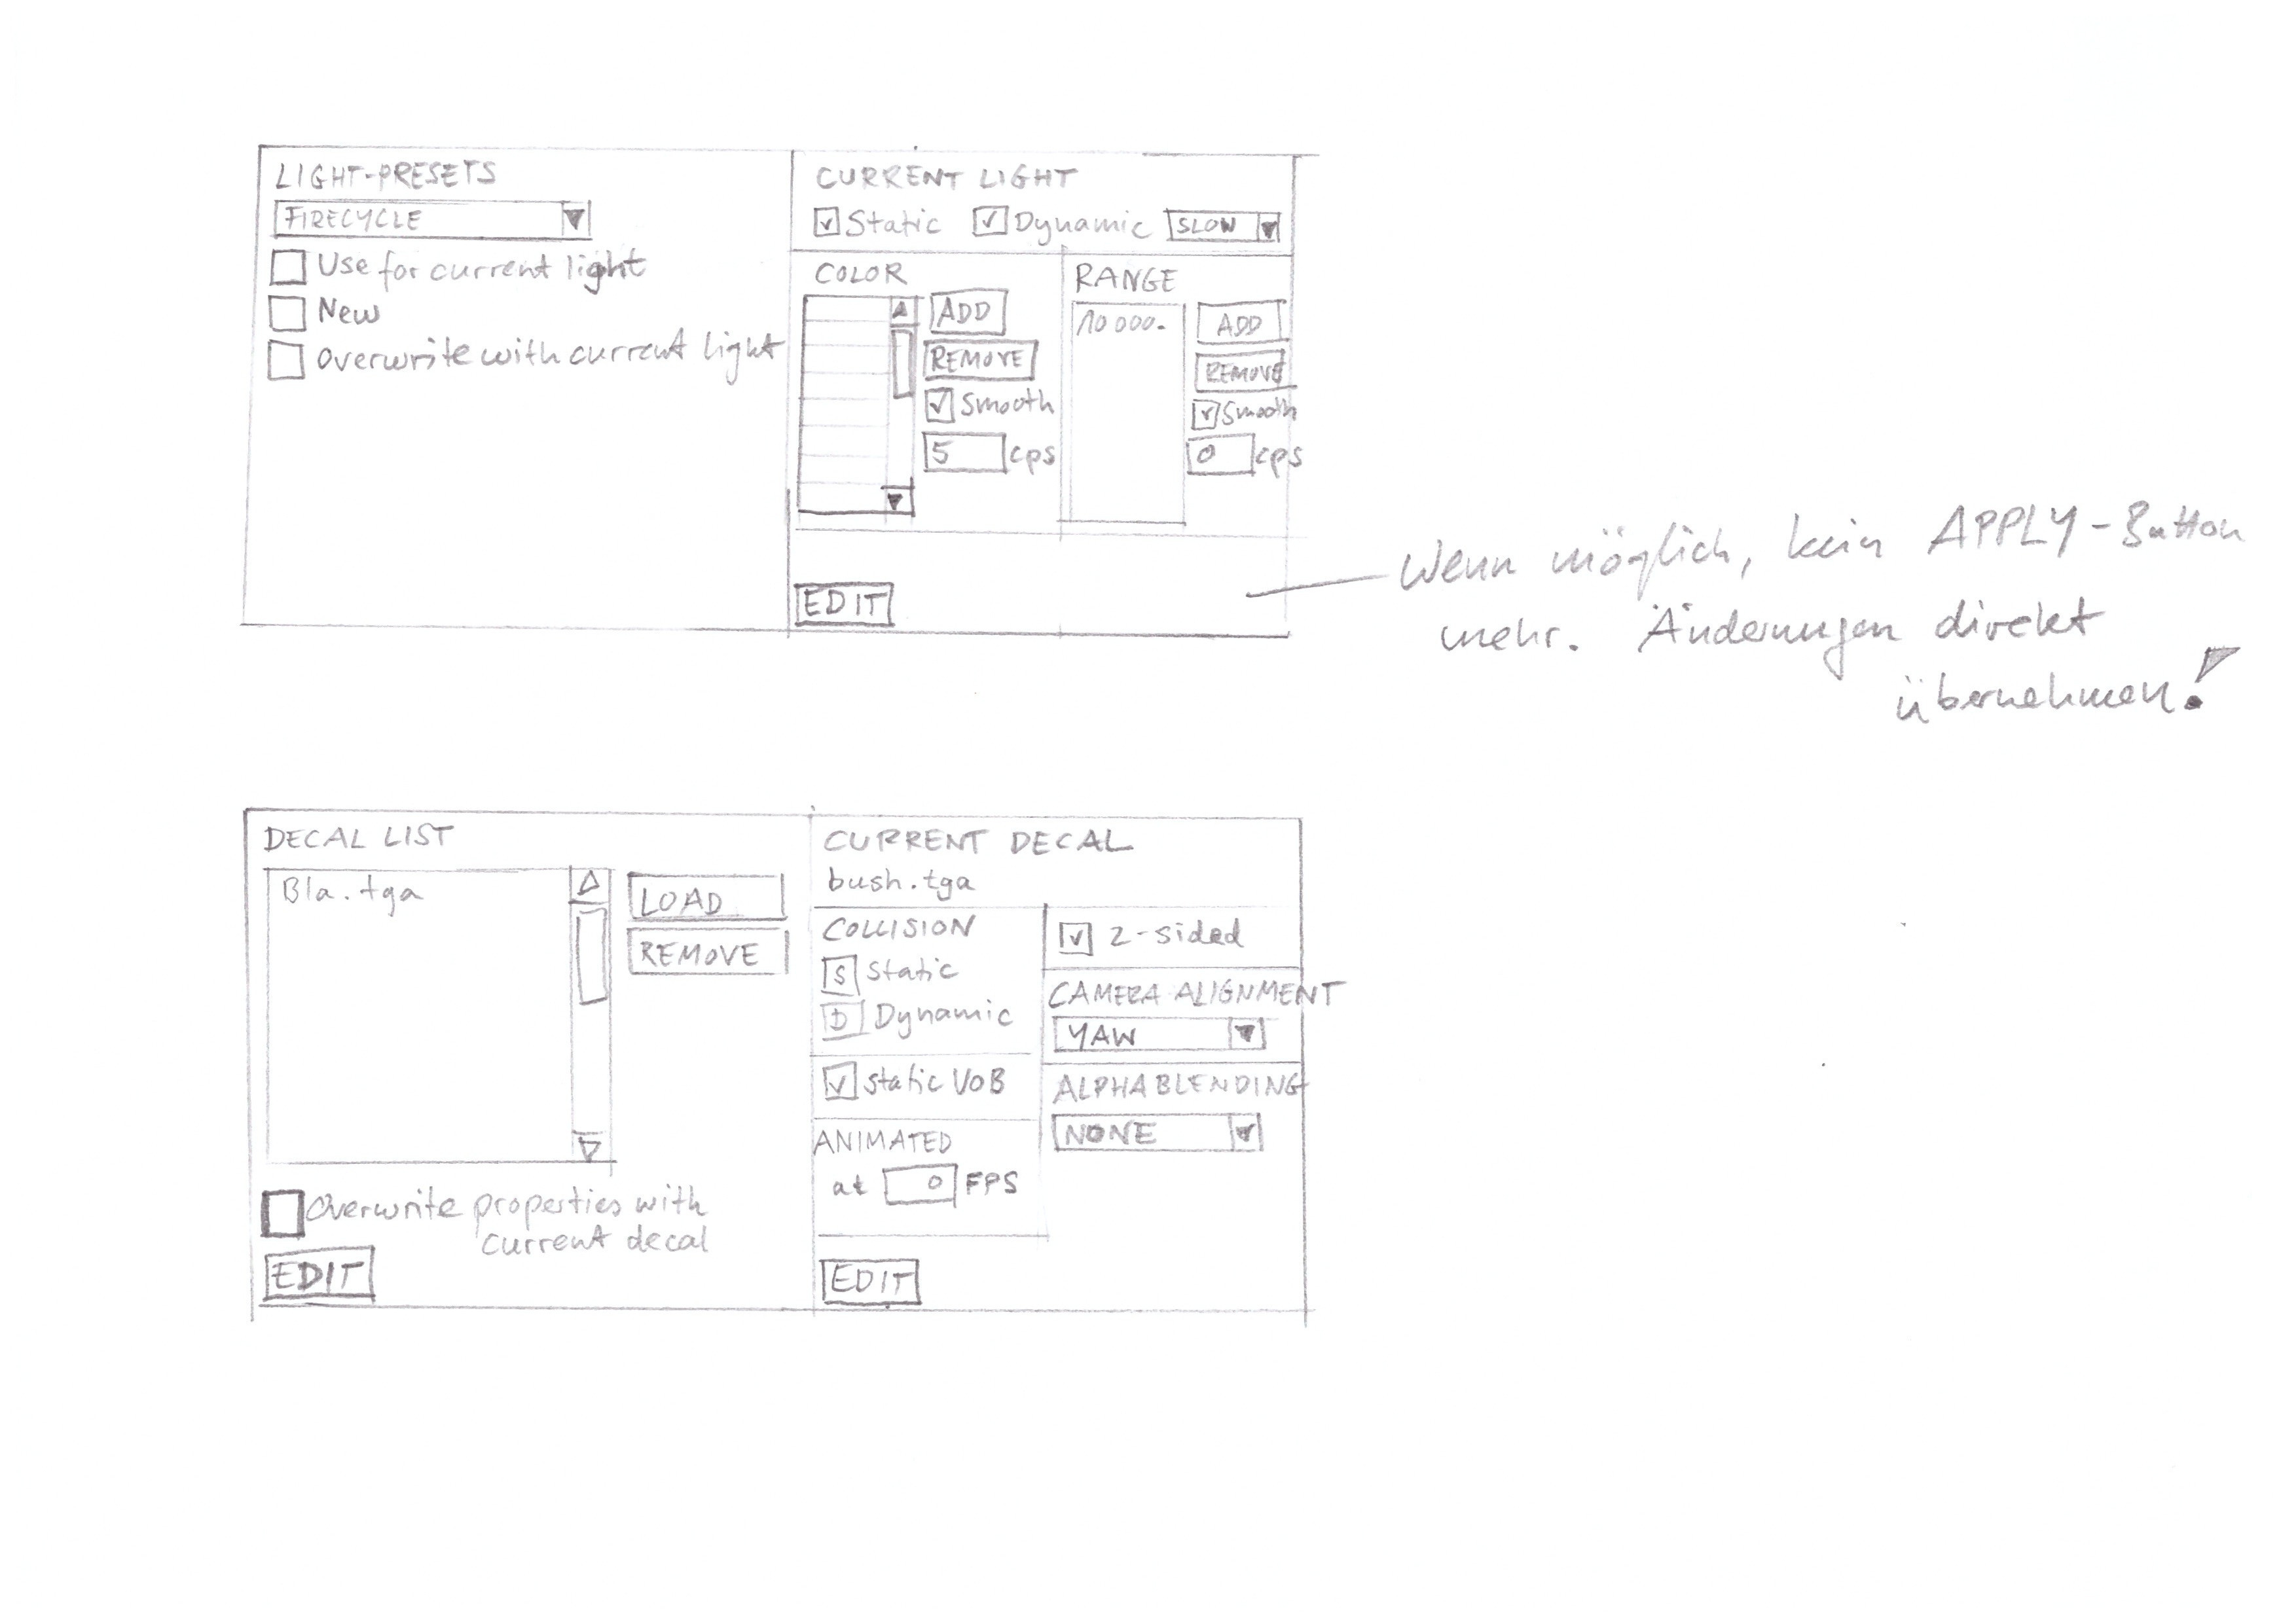 LIGHT-PRESETS
FIRECYCLE
Use for current light
New
Overwrite with current light
CURRENT LIGHT
Static Dynamic SLOW
COLOR
ADD
REMOVE
Smooth
5 cps
RANGE
10000.
ADD
REMOVE
Smooth
0 cps
EDIT
Wenn möglich, kein APPLY-Button
mehr. Änderungen direkt
übernehmen!
DECAL LIST
Bla.tga
LOAD
REMOVE
Overwrite properties with
current decal
EDIT
CURRENT DECAL
bush.tga
COLLISION
S Static
D Dynamic
static VOB
ANIMATED
at 0 FPS
2-sided
CAMERA ALIGNMENT
YAW
ALPHABLENDING
NONE
EDIT